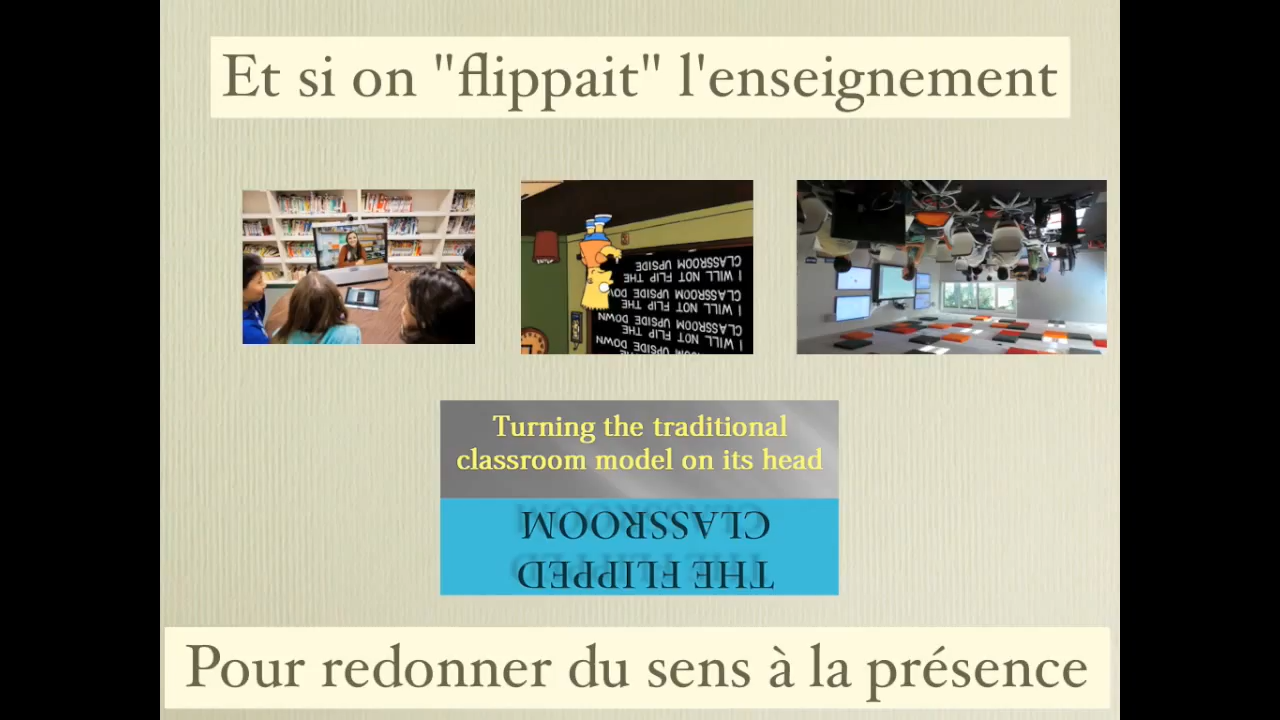 Et si on "flippait" l'enseignement
I WILL NOT FLIP THE
CLASSROOM UPSIDE DOWN
I WILL NOT FLIP THE
CLASSROOM UPSIDE DO
I WILL NOT FLIP THE
CLASSROOM UPSIDE
Turning the traditional
classroom model on its head
THE FLIPPED
CLASSROOM
Pour redonner du sens à la présence